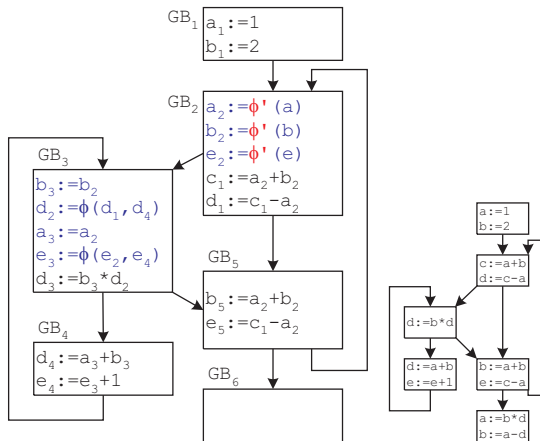 GB₁
a₁:=1
b₁:=2
GB₂
a₂:=ϕ'(a)
b₂:=ϕ'(b)
e₂:=ϕ'(e)
c₁:=a₂+b₂
d₁:=c₁-a₂
GB₃
b₃:=b₂
d₂:=ϕ(d₁,d₄)
a₃:=a₂
e₃:=ϕ(e₂,e₄)
d₃:=b₃*d₂
GB₄
d₄:=a₃+b₃
e₄:=e₃+1
GB₅
b₅:=a₂+b₂
e₅:=c₁-a₂
GB₆
a:=1
b:=2
c:=a+b
d:=c-a
d:=b*d
d:=a+b
e:=e+1
b:=a+b
e:=c-a
a:=b*d
b:=a-d